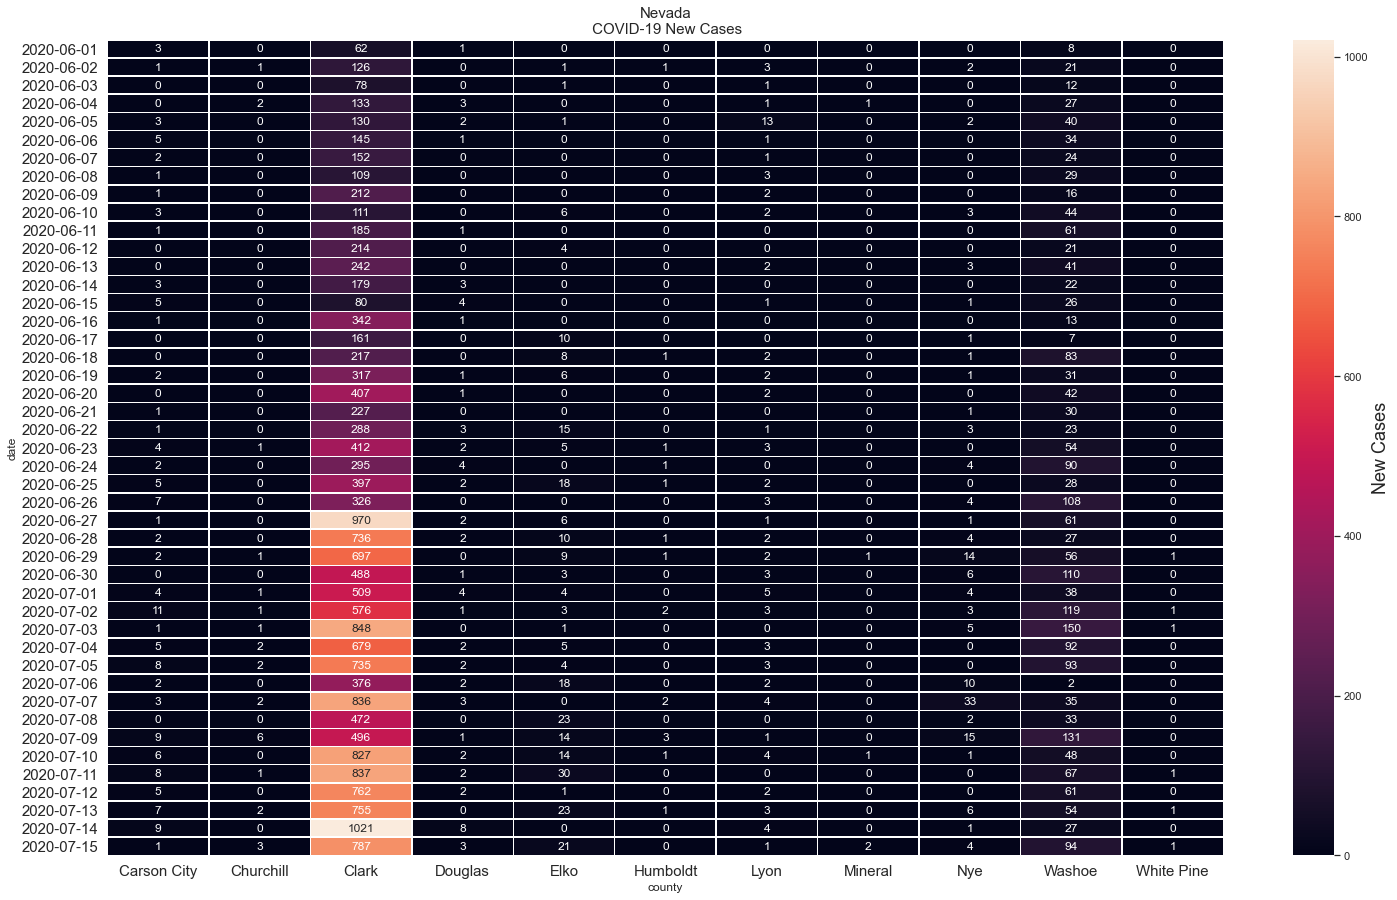 Nevada
COVID-19 New Cases
2020-06-01 3 0 62 1 0 0 0 0 0 8 0
2020-06-02 1 1 126 0 1 1 3 0 2 21 0
2020-06-03 0 0 78 0 1 0 1 0 0 12 0
2020-06-04 0 2 133 3 0 0 1 1 0 27 0
2020-06-05 3 0 130 2 1 0 13 0 2 40 0
2020-06-06 5 0 145 1 0 0 1 0 0 34 0
2020-06-07 2 0 152 0 0 0 1 0 0 24 0
2020-06-08 1 0 109 0 0 0 3 0 0 29 0
2020-06-09 1 0 212 0 0 0 2 0 0 16 0
2020-06-10 3 0 111 0 6 0 2 0 3 44 0
2020-06-11 1 0 185 1 0 0 0 0 0 61 0
2020-06-12 0 0 214 0 4 0 0 0 0 21 0
2020-06-13 0 0 242 0 0 0 2 0 3 41 0
2020-06-14 3 0 179 3 0 0 0 0 0 22 0
2020-06-15 5 0 80 4 0 0 1 0 1 26 0
2020-06-16 1 0 342 1 0 0 0 0 0 13 0
2020-06-17 0 0 161 0 10 0 0 0 1 7 0
2020-06-18 0 0 217 0 8 1 2 0 1 83 0
2020-06-19 2 0 317 1 6 0 2 0 1 31 0
2020-06-20 0 0 407 1 0 0 2 0 0 42 0
2020-06-21 1 0 227 0 0 0 0 0 1 30 0
2020-06-22 1 0 288 3 15 0 1 0 3 23 0
2020-06-23 4 1 412 2 5 1 3 0 0 54 0
2020-06-24 2 0 295 4 0 1 0 0 4 90 0
2020-06-25 5 0 397 2 18 1 2 0 0 28 0
2020-06-26 7 0 326 0 0 0 3 0 4 108 0
2020-06-27 1 0 970 2 6 0 1 0 1 61 0
2020-06-28 2 0 736 2 10 1 2 0 4 27 0
2020-06-29 2 1 697 0 9 1 2 1 14 56 1
2020-06-30 0 0 488 1 3 0 3 0 6 110 0
2020-07-01 4 1 509 4 4 0 5 0 4 38 0
2020-07-02 11 1 576 1 3 2 3 0 3 119 1
2020-07-03 1 1 848 0 1 0 0 0 5 150 1
2020-07-04 5 2 679 2 5 0 3 0 0 92 0
2020-07-05 8 2 735 2 4 0 3 0 0 93 0
2020-07-06 2 0 376 2 18 0 2 0 10 2 0
2020-07-07 3 2 836 3 0 2 4 0 33 35 0
2020-07-08 0 0 472 0 23 0 0 0 2 33 0
2020-07-09 9 6 496 1 14 3 1 0 15 131 0
2020-07-10 6 0 827 2 14 1 4 1 1 48 0
2020-07-11 8 1 837 2 30 0 0 0 0 67 1
2020-07-12 5 0 762 2 1 0 2 0 0 61 0
2020-07-13 7 2 755 0 23 1 3 0 6 54 1
2020-07-14 9 0 1021 8 0 0 4 0 1 27 0
2020-07-15 1 3 787 3 21 0 1 2 4 94 1
Carson City Churchill Clark Douglas Elko Humboldt Lyon Mineral Nye Washoe White Pine
county
date
1000
800
600
400
200
0
New Cases